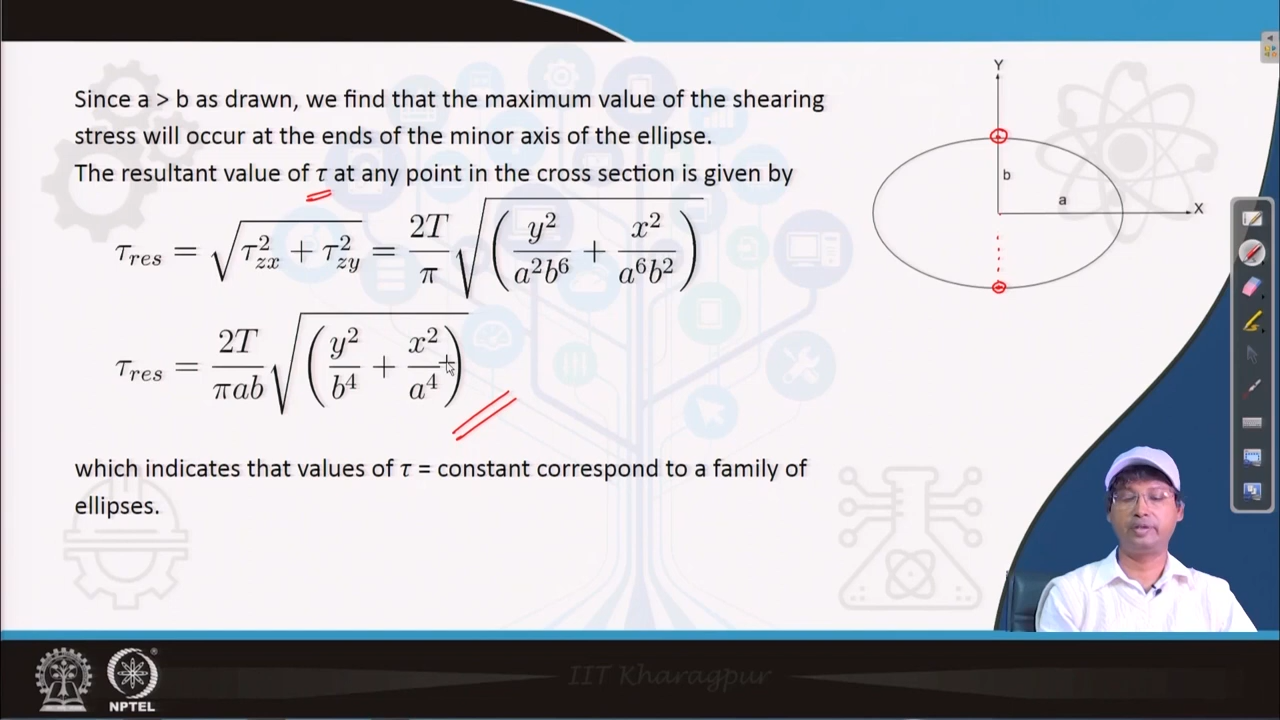 Since a > b as drawn, we find that the maximum value of the shearing
stress will occur at the ends of the minor axis of the ellipse.
The resultant value of τ at any point in the cross section is given by
τ_res = √(τ²_zx + τ²_zy) = 2T/π √(y²/(a²b⁶) + x²/(a⁶b²))
τ_res = 2T/(πab) √(y²/b⁴ + x²/a⁴)
which indicates that values of τ = constant correspond to a family of
ellipses.
Y
b
a
X
IIT Kharagpur
NPTEL